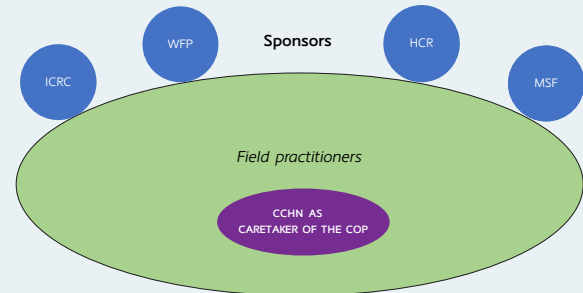 WFP
Sponsors
HCR
ICRC
MSF
Field practitioners
CCHN AS
CARETAKER OF THE COP